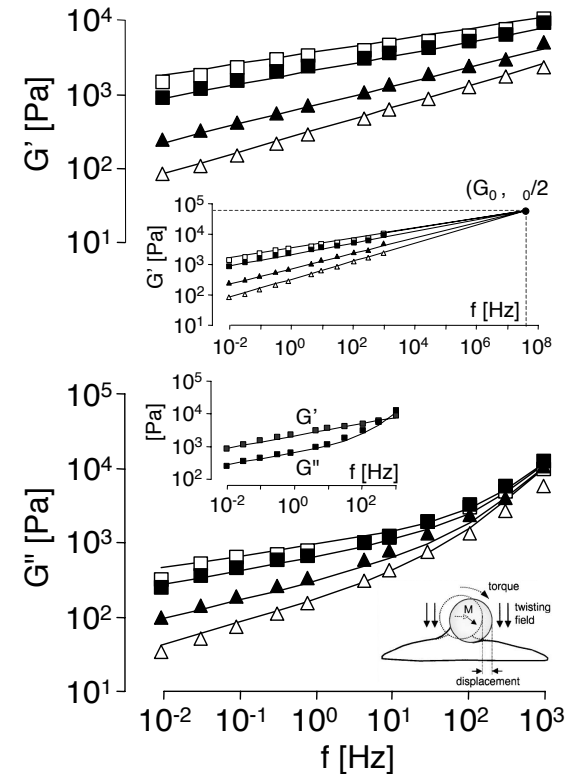 G' [Pa]
10⁴
10³
10²
10¹
(G₀ , ₀/2
G' [Pa]
10⁵
10⁴
10³
10²
10¹
f [Hz]
10⁻² 10⁰ 10² 10⁴ 10⁶ 10⁸
G" [Pa]
10⁵
10⁴
10³
10²
10¹
[Pa]
10⁵
10⁴
10³
10²
G'
G"
f [Hz]
10⁻² 10⁰ 10²
torque
M
twisting
field
displacement
10⁻² 10⁻¹ 10⁰ 10¹ 10² 10³
f [Hz]